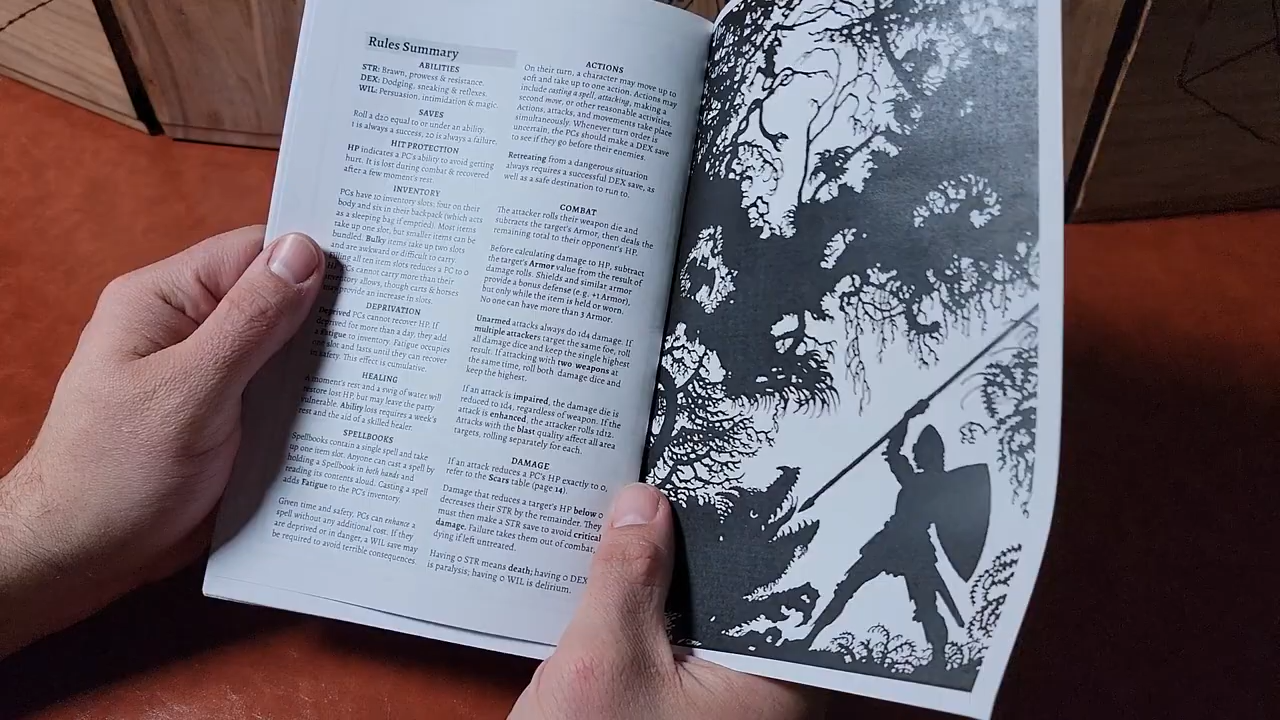 Rules Summary
ABILITIES
STR: Brawn, prowess & resistance.
DEX: Dodging, sneaking & reflexes.
WIL: Persuasion, intimidation & magic.
SAVES
Roll a d20 equal to or under an ability.
1 is always a success, 20 is always a failure.
HIT PROTECTION
HP indicates a PC's ability to avoid getting
hurt. It is lost during combat & recovered
after a few moment's rest.
INVENTORY
PCs have 10 inventory slots: four on their
body and six in their backpack (which acts
as a sleeping bag if emptied). Most items
take up one slot, but smaller items can be
bundled. Bulky items take up two slots
and are awkward or difficult to carry.
Filling all ten item slots reduces a PC to 0
HP. PCs cannot carry more than their
inventory allows, though carts & horses
may provide an increase in slots.
DEPRIVATION
Deprived PCs cannot recover HP. If
deprived for more than a day, they add
a Fatigue to inventory. Fatigue occupies
one slot and lasts until they can recover
in safety. This effect is cumulative.
HEALING
A moment's rest and a swig of water will
restore lost HP but may leave the party
vulnerable. Ability loss requires a week's
rest and the aid of a skilled healer.
SPELLBOOKS
Spellbooks contain a single spell and take
up one item slot. Anyone can cast a spell by
holding a Spellbook in both hands and
reading its contents aloud. Casting a spell
adds Fatigue to the PC's inventory.
Given time and safety, PCs can enhance a
spell without any additional cost. If they
are deprived or in danger, a WIL save may
be required to avoid terrible consequences.
ACTIONS
On their turn, a character may move up to
40ft and take up to one action. Actions may
include casting a spell, attacking, making a
second move, or other reasonable activities.
Actions, attacks, and movements take place
simultaneously. Whenever turn order is
uncertain, the PCs should make a DEX save
to see if they go before their enemies.
Retreating from a dangerous situation
always requires a successful DEX save, as
well as a safe destination to run to.
COMBAT
The attacker rolls their weapon die and
subtracts the target's Armor, then deals the
remaining total to their opponent's HP.
Before calculating damage to HP, subtract
the target's Armor value from the result of
damage rolls. Shields and similar armor
provide a bonus defense (e.g. +1 Armor),
but only while the item is held or worn.
No one can have more than 3 Armor.
Unarmed attacks always do 1d4 damage. If
multiple attackers target the same foe, roll
all damage dice and keep the single highest
result. If attacking with two weapons at
the same time, roll both damage dice and
keep the highest.
If an attack is impaired, the damage die is
reduced to 1d4, regardless of weapon. If the
attack is enhanced, the attacker rolls 1d12.
Attacks with the blast quality affect all area
targets, rolling separately for each.
DAMAGE
If an attack reduces a PC's HP exactly to 0,
refer to the Scars table (page 14).
Damage that reduces a target's HP below 0
decreases their STR by the remainder. They
must then make a STR save to avoid critical
damage. Failure takes them out of combat,
dying if left untreated.
Having 0 STR means death; having 0 DEX
is paralysis; having 0 WIL is delirium.